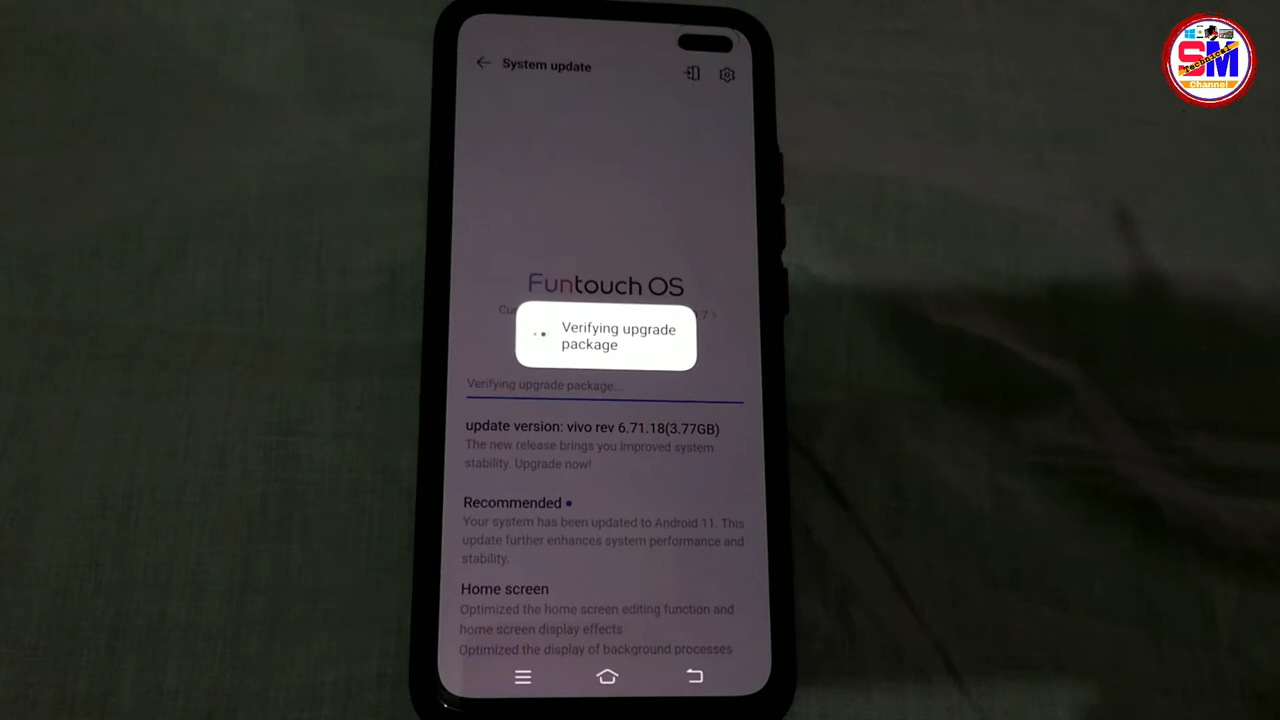 System update
SM
Technical
Channel
Funtouch OS
Cu
.7 >
Verifying upgrade
package
Verifying upgrade package...
update version: vivo rev 6.71.18(3.77GB)
The new release brings you improved system
stability. Upgrade now!
Recommended
Your system has been updated to Android 11. This
update further enhances system performance and
stability.
Home screen
Optimized the home screen editing function and
home screen display effects
Optimized the display of background processes